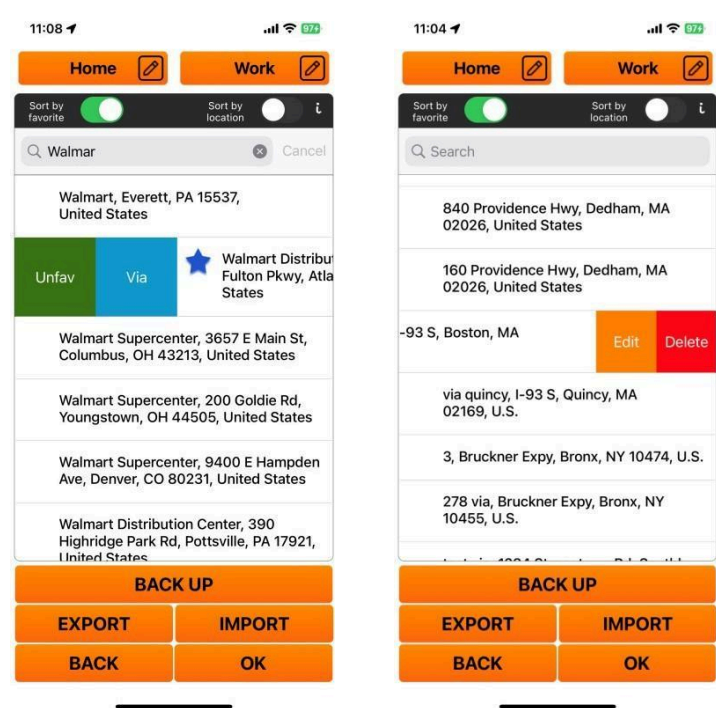 11:08
97
Home
Work
Sort by
favorite
Sort by
location
i
Walmar
Cancel
Walmart, Everett, PA 15537,
United States
Unfav
Via
Walmart Distribu
Fulton Pkwy, Atla
States
Walmart Supercenter, 3657 E Main St,
Columbus, OH 43213, United States
Walmart Supercenter, 200 Goldie Rd,
Youngstown, OH 44505, United States
Walmart Supercenter, 9400 E Hampden
Ave, Denver, CO 80231, United States
Walmart Distribution Center, 390
Highridge Park Rd, Pottsville, PA 17921,
United States
BACK UP
EXPORT
IMPORT
BACK
OK
11:04
97
Home
Work
Sort by
favorite
Sort by
location
i
Search
840 Providence Hwy, Dedham, MA
02026, United States
160 Providence Hwy, Dedham, MA
02026, United States
-93 S, Boston, MA
Edit
Delete
via quincy, I-93 S, Quincy, MA
02169, U.S.
3, Bruckner Expy, Bronx, NY 10474, U.S.
278 via, Bruckner Expy, Bronx, NY
10455, U.S.
BACK UP
EXPORT
IMPORT
BACK
OK